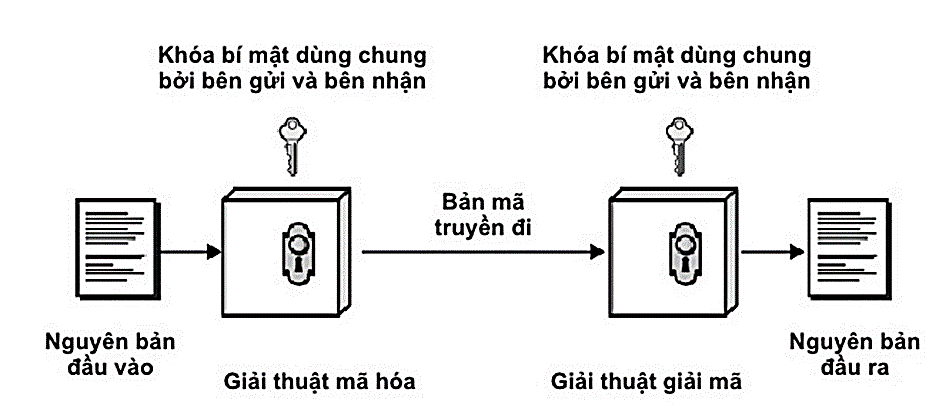 Khóa bí mật dùng chung
bởi bên gửi và bên nhận
Khóa bí mật dùng chung
bởi bên gửi và bên nhận
Bản mã
truyền đi
Nguyên bản
đầu vào
Giải thuật mã hóa
Giải thuật giải mã
Nguyên bản
đầu ra